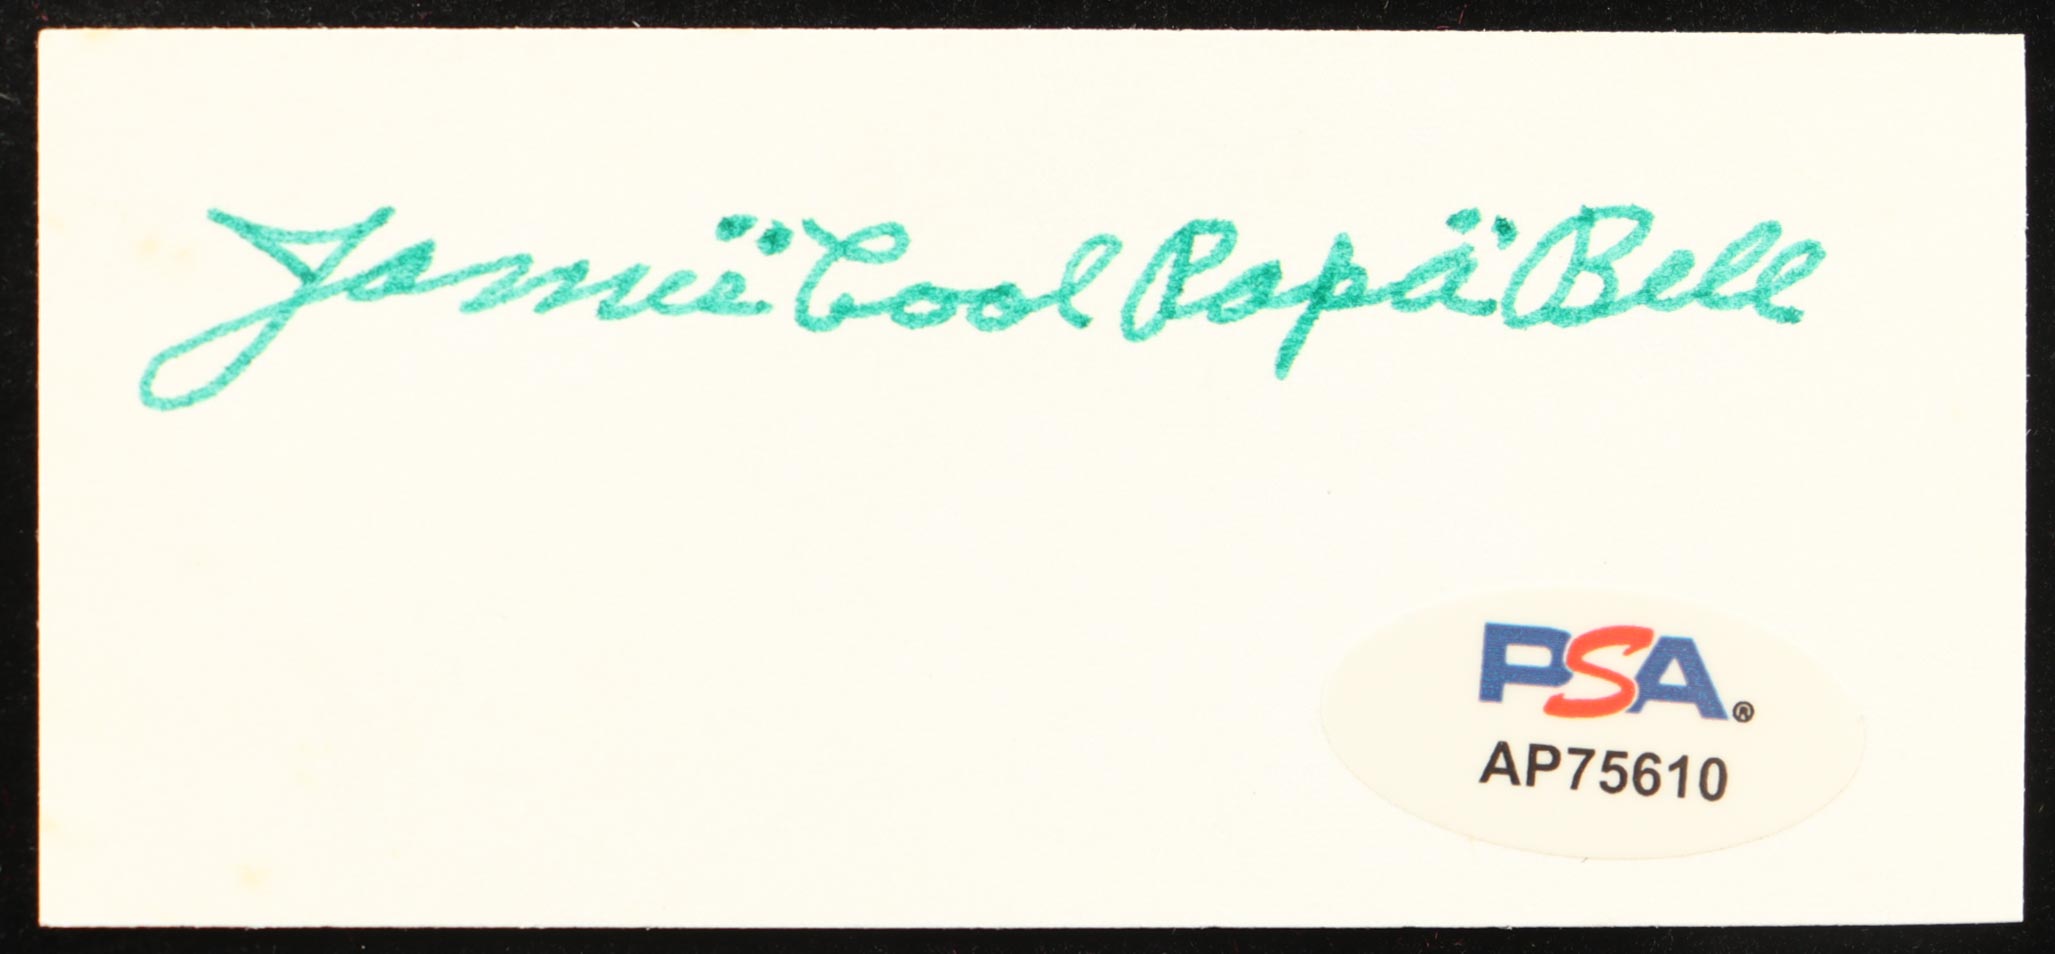 James "Cool Papa" Bell
PSA®
AP75610